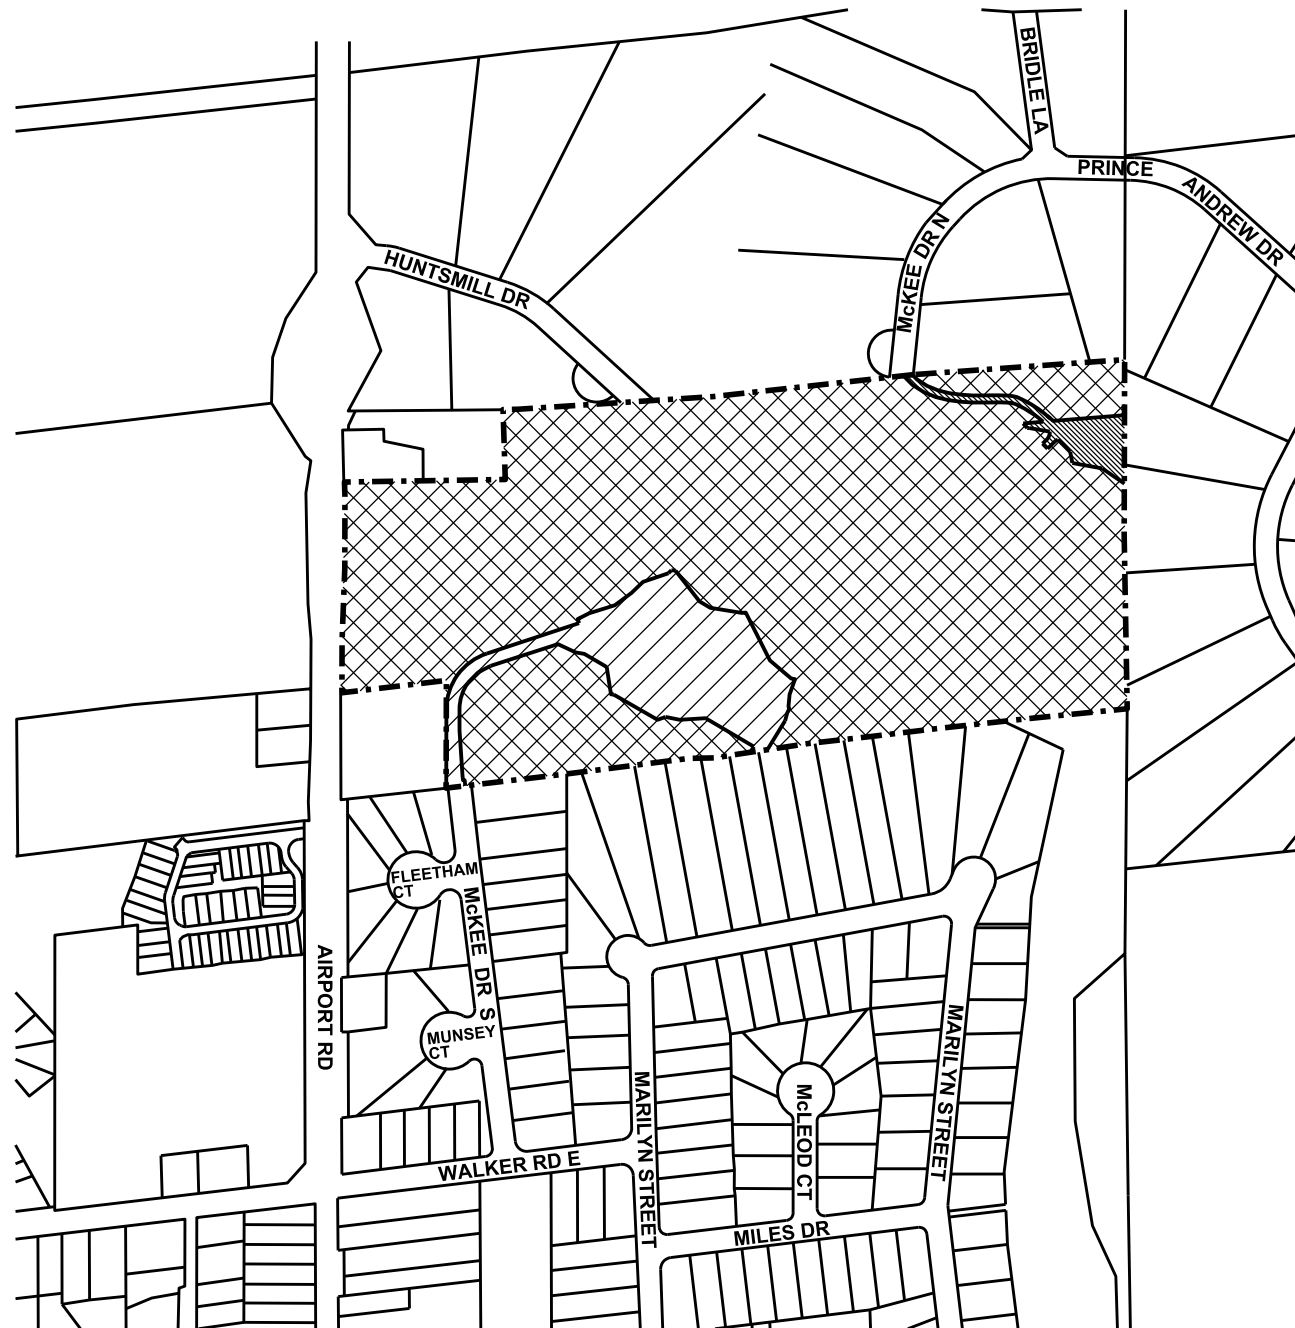 BRIDLE LA
PRINCE
ANDREW DR
McKEE DR N
HUNTSMILL DR
FLEETHAM
CT
McKEE DR S
AIRPORT RD
MUNSEY
CT
MARILYN STREET
MARILYN STREET
McLEOD CT
WALKER RD E
MILES DR